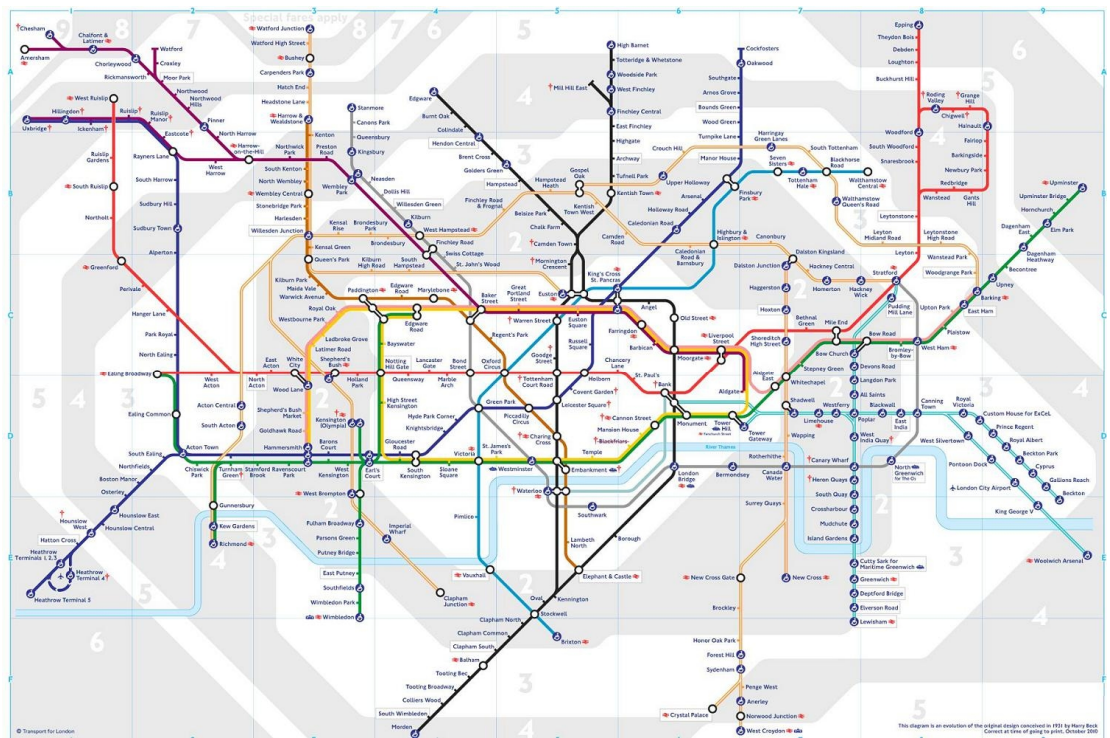 Special fares apply
1
2
3
4
5
6
7
8
9
Chesham
Chalfont &
Latimer
Amersham
Chorleywood
Rickmansworth
Watford
Croxley
Moor Park
Northwood
Northwood
Hills
Pinner
North Harrow
Harrow-
on-the-Hill
Northwick
Park
Preston
Road
Wembley
Park
Watford Junction
Watford High Street
Bushey
Carpenders Park
Hatch End
Headstone Lane
Harrow &
Wealdstone
Kenton
South Kenton
North Wembley
Wembley Central
Stonebridge Park
Harlesden
Willesden Junction
Kensal Green
Queen's Park
Kilburn Park
Maida Vale
Warwick Avenue
Royal Oak
Westbourne Park
Ladbroke Grove
Latimer Road
West Ruislip
Hillingdon
Uxbridge
Ickenham
Ruislip
Ruislip
Manor
Eastcote
Rayners Lane
West
Harrow
Ruislip
Gardens
South Ruislip
Northolt
Greenford
Perivale
Hanger Lane
South Harrow
Sudbury Hill
Sudbury Town
Alperton
Park Royal
North Ealing
Ealing Broadway
West
Acton
North
Acton
East
Acton
White
City
Shepherd's
Bush
Holland
Park
Wood Lane
Shepherd's Bush
Market
Goldhawk Road
Hammersmith
Kensington
(Olympia)
Barons
Court
Ealing Common
Acton Central
South Acton
Acton Town
South Ealing
Northfields
Boston Manor
Osterley
Hounslow East
Hounslow Central
Hounslow
West
Hatton Cross
Heathrow
Terminals 1, 2, 3
Heathrow
Terminal 4
Heathrow Terminal 5
Chiswick
Park
Turnham
Green
Stamford
Brook
Ravenscourt
Park
West
Kensington
Earl's
Court
Gunnersbury
Kew Gardens
Richmond
West Brompton
Fulham Broadway
Parsons Green
Putney Bridge
East Putney
Southfields
Wimbledon Park
Wimbledon
Imperial
Wharf
Clapham
Junction
Stanmore
Canons Park
Queensbury
Kingsbury
Neasden
Dollis Hill
Willesden Green
Kilburn
West Hampstead
Finchley Road
Swiss Cottage
St. John's Wood
Kensal
Rise
Brondesbury
Park
Brondesbury
Kilburn
High Road
South
Hampstead
Finchley Road
& Frognal
Edgware
Burnt Oak
Colindale
Hendon Central
Brent Cross
Golders Green
Hampstead
Belsize Park
Chalk Farm
Camden Town
Mornington
Crescent
Euston
High Barnet
Totteridge & Whetstone
Woodside Park
West Finchley
Mill Hill East
Finchley Central
East Finchley
Highgate
Archway
Tufnell Park
Kentish Town
Kentish
Town West
Hampstead
Heath
Gospel
Oak
Camden
Road
Cockfosters
Oakwood
Southgate
Arnos Grove
Bounds Green
Wood Green
Turnpike Lane
Manor House
Finsbury
Park
Arsenal
Holloway Road
Caledonian Road
Crouch Hill
Upper Holloway
Harringay
Green Lanes
Seven
Sisters
South Tottenham
Blackhorse
Road
Tottenham
Hale
Walthamstow
Central
Walthamstow
Queen's Road
Leyton
Midland Road
Leytonstone
High Road
Wanstead Park
Woodgrange Park
Highbury &
Islington
Caledonian
Road &
Barnsbury
Canonbury
Dalston Kingsland
Dalston Junction
Hackney Central
Homerton
Hackney
Wick
Stratford
Haggerston
Hoxton
Shoreditch
High Street
Bethnal
Green
Mile End
Bow Road
Bow Church
Bromley-
by-Bow
West Ham
Pudding
Mill Lane
Epping
Theydon Bois
Debden
Loughton
Buckhurst Hill
Roding
Valley
Grange
Hill
Chigwell
Hainault
Woodford
South Woodford
Snaresbrook
Fairlop
Barkingside
Newbury Park
Redbridge
Wanstead
Gants
Hill
Leytonstone
Leyton
Upminster
Upminster Bridge
Hornchurch
Elm Park
Dagenham
East
Dagenham
Heathway
Becontree
Upney
Barking
East Ham
Upton Park
Plaistow
Paddington
Edgware
Road
Marylebone
Baker
Street
Great
Portland
Street
Edgware
Road
Bayswater
Notting
Hill Gate
Queensway
Lancaster
Gate
Marble
Arch
Bond
Street
Oxford
Circus
Regent's Park
Warren Street
Euston
Square
King's Cross
St. Pancras
Angel
Old Street
Farringdon
Barbican
Moorgate
Liverpool
Street
Goodge
Street
Russell
Square
Tottenham
Court Road
Holborn
Chancery
Lane
St. Paul's
Bank
Covent Garden
Leicester Square
Piccadilly
Circus
Green Park
Hyde Park Corner
Knightsbridge
High Street
Kensington
Gloucester
Road
South
Kensington
Sloane
Square
Victoria
St. James's
Park
Westminster
Charing
Cross
Embankment
Temple
Blackfriars
Mansion House
Cannon Street
Monument
Tower
Hill
Fenchurch Street
Tower
Gateway
Aldgate
Aldgate
East
Whitechapel
Stepney Green
Shadwell
Limehouse
Westferry
Poplar
Blackwall
East
India
Canning
Town
Royal
Victoria
Custom House for ExCeL
Prince Regent
Royal Albert
Beckton Park
Cyprus
Gallions Reach
Beckton
West Silvertown
Pontoon Dock
London City Airport
King George V
Woolwich Arsenal
Devons Road
Langdon Park
All Saints
West
India Quay
Canary Wharf
Heron Quays
South Quay
Crossharbour
Mudchute
Island Gardens
Cutty Sark for
Maritime Greenwich
Greenwich
Deptford Bridge
Elverson Road
Lewisham
North
Greenwich
for The O2
River Thames
Wapping
Rotherhithe
Canada
Water
Bermondsey
London
Bridge
Surrey Quays
New Cross Gate
New Cross
Brockley
Honor Oak Park
Forest Hill
Sydenham
Penge West
Anerley
Crystal Palace
Norwood Junction
West Croydon
Waterloo
Southwark
Lambeth
North
Borough
Elephant & Castle
Kennington
Oval
Pimlico
Vauxhall
Stockwell
Brixton
Clapham North
Clapham Common
Clapham South
Balham
Tooting Bec
Tooting Broadway
Colliers Wood
South Wimbledon
Morden
© Transport for London
This diagram is an evolution of the original design conceived in 1931 by Harry Beck
Correct at time of going to print, October 2010